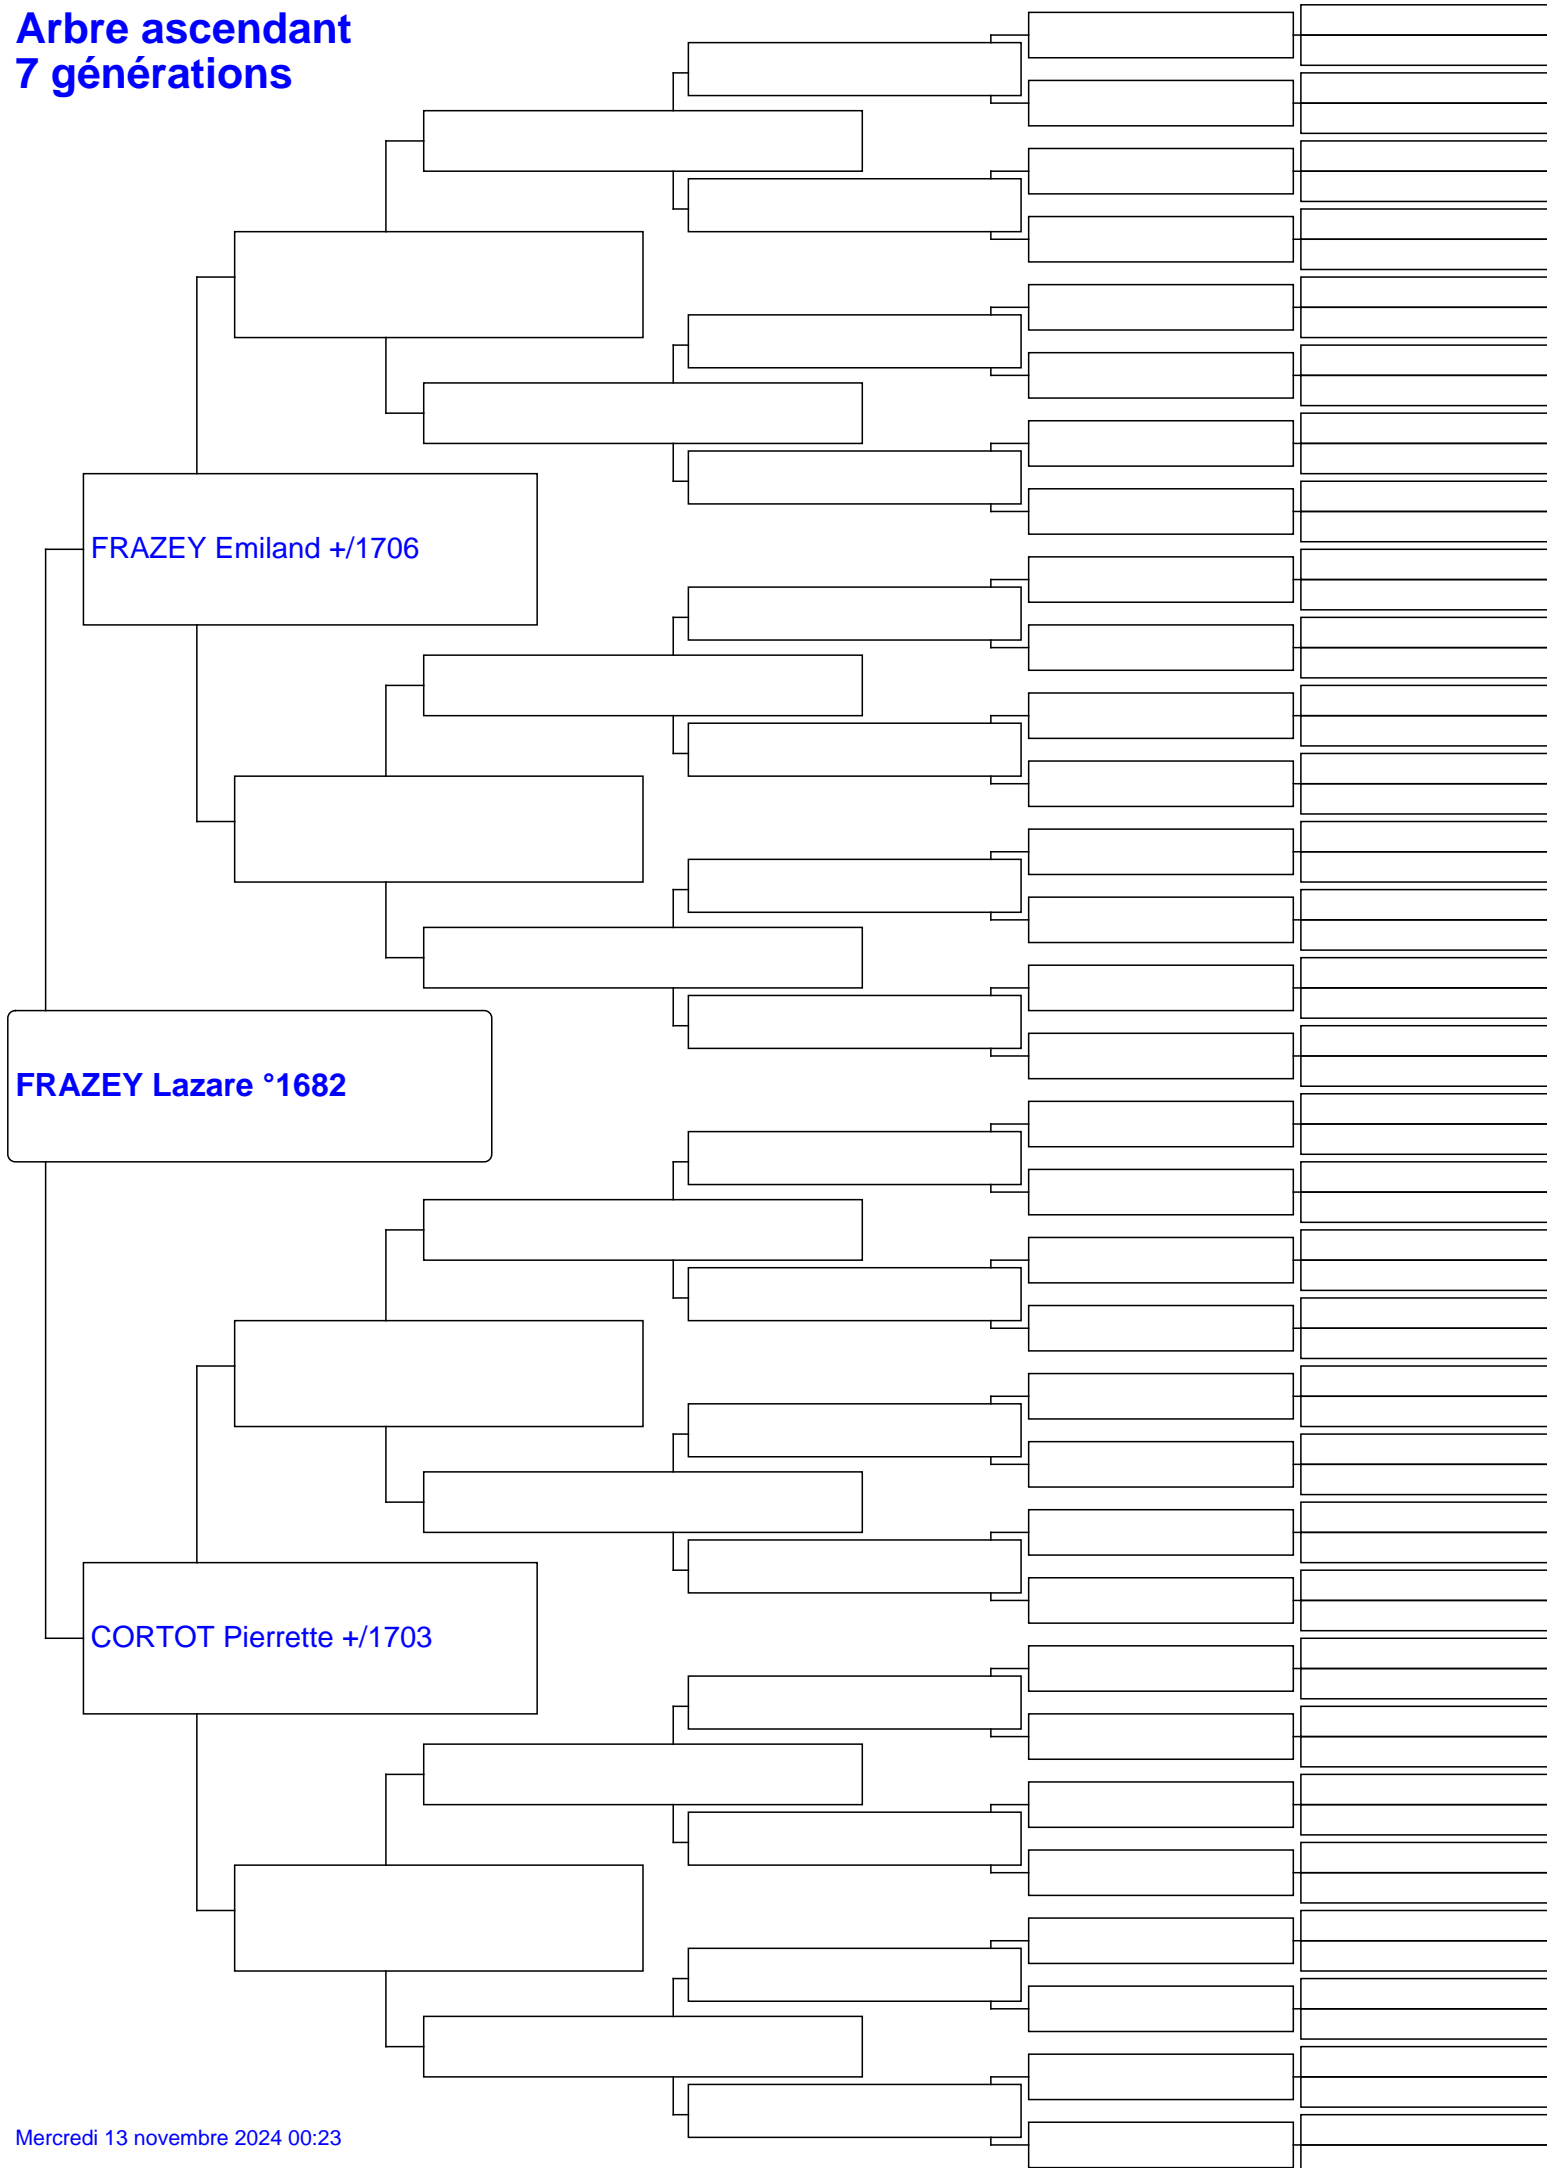 Arbre ascendant
7 générations
FRAZEY Emiland +/1706
FRAZEY Lazare °1682
CORTOT Pierrette +/1703
Mercredi 13 novembre 2024 00:23